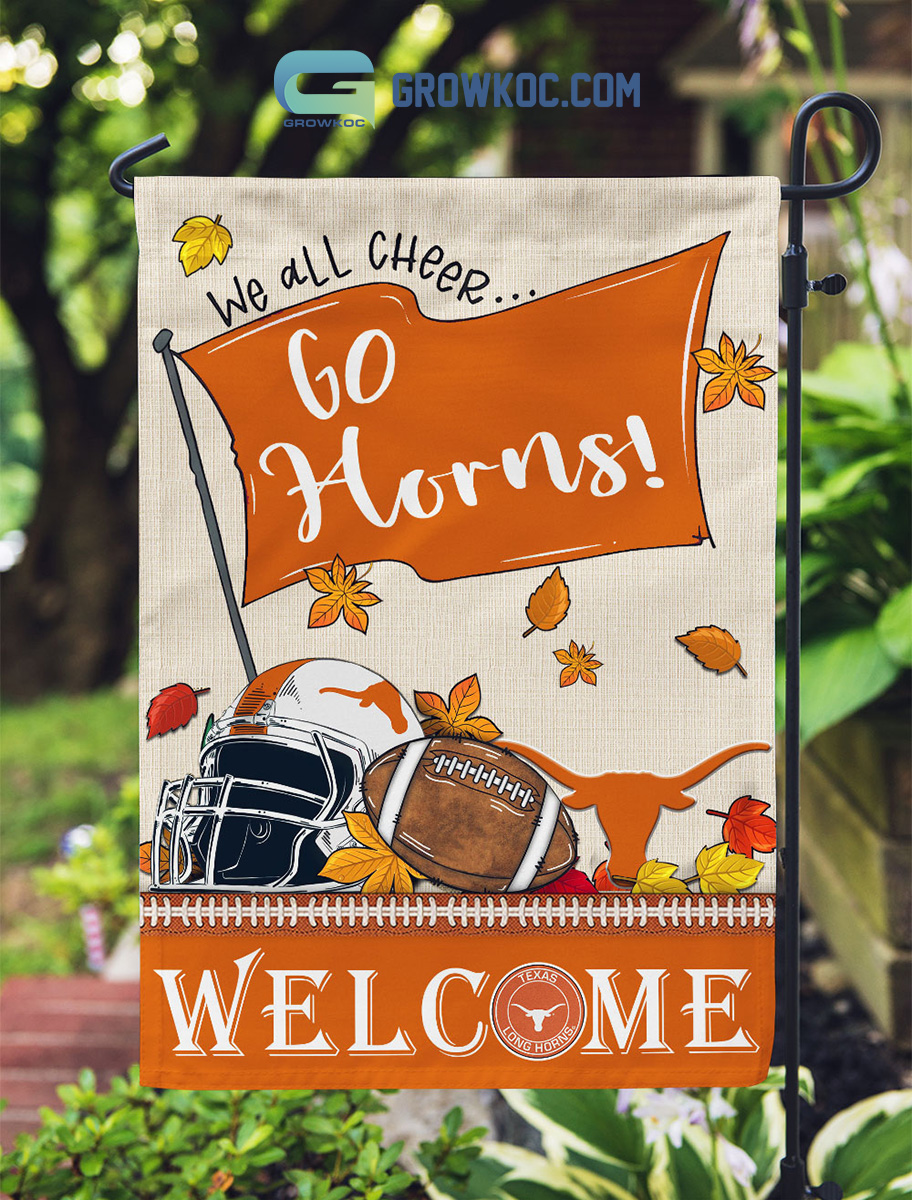 GROWKOC
GROWKOC.COM
We all Cheer...
Go
Horns!
WELCOME
TEXAS
LONG HORNS